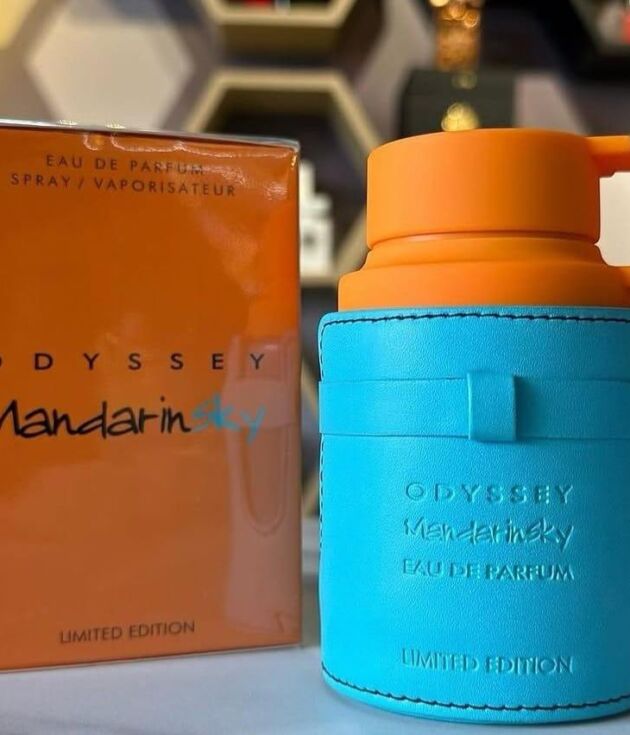 EAU DE PARFUM
SPRAY / VAPORISATEUR
ODYSSEY
MandarinSky
LIMITED EDITION
ODYSSEY
Mandarinsky
EAU DE PARFUM
LIMITED EDITION